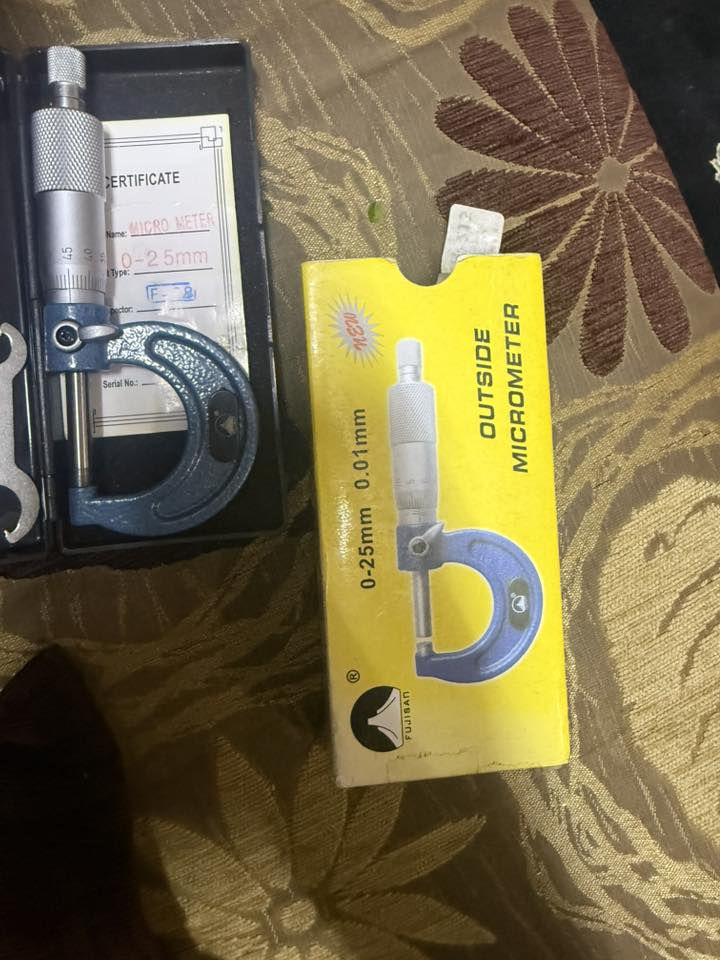 CERTIFICATE
Name: MICRO METER
Type: 0-25mm
Serial No.:
45
40
NEW
OUTSIDE
MICROMETER
0-25mm 0.01mm
®
FUJISAN